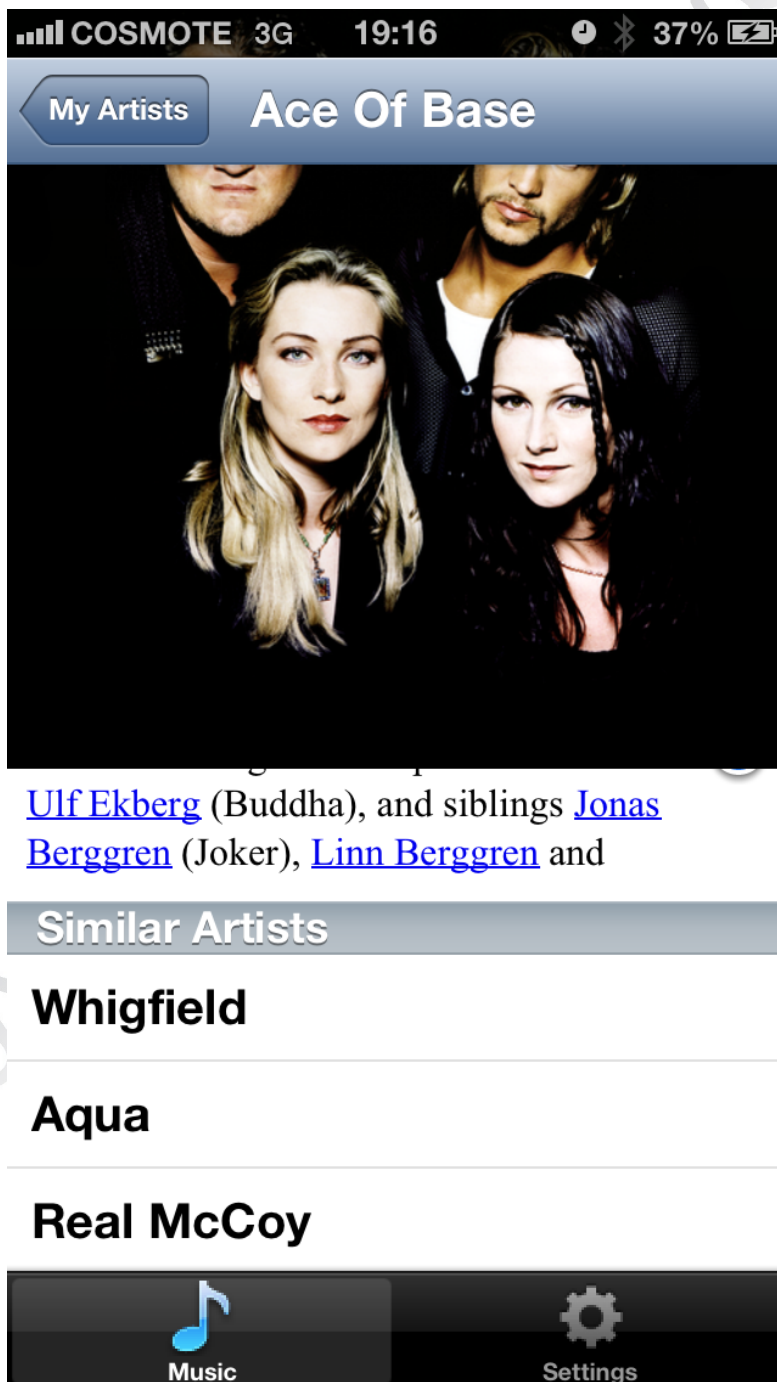 COSMOTE 3G 19:16 37%
My Artists Ace Of Base
Ulf Ekberg (Buddha), and siblings Jonas
Berggren (Joker), Linn Berggren and
Similar Artists
Whigfield
Aqua
Real McCoy
Music Settings